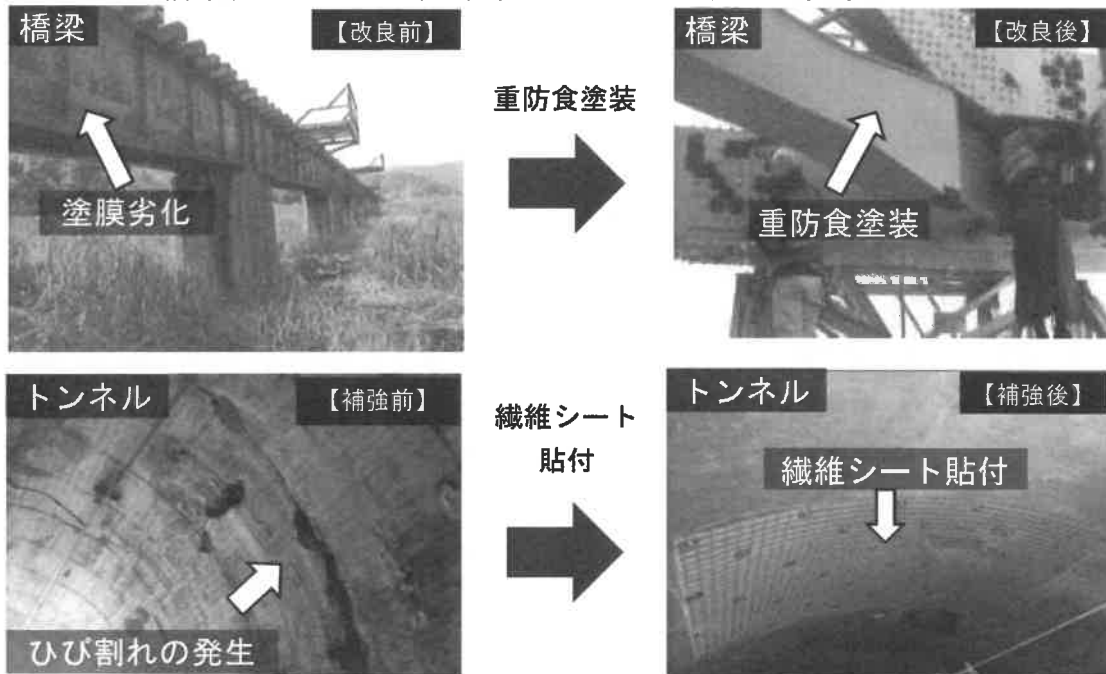 橋梁
【改良前】
塗膜劣化
重防食塗装
橋梁
【改良後】
重防食塗装
トンネル
【補強前】
ひび割れの発生
繊維シート
貼付
トンネル
【補強後】
繊維シート貼付